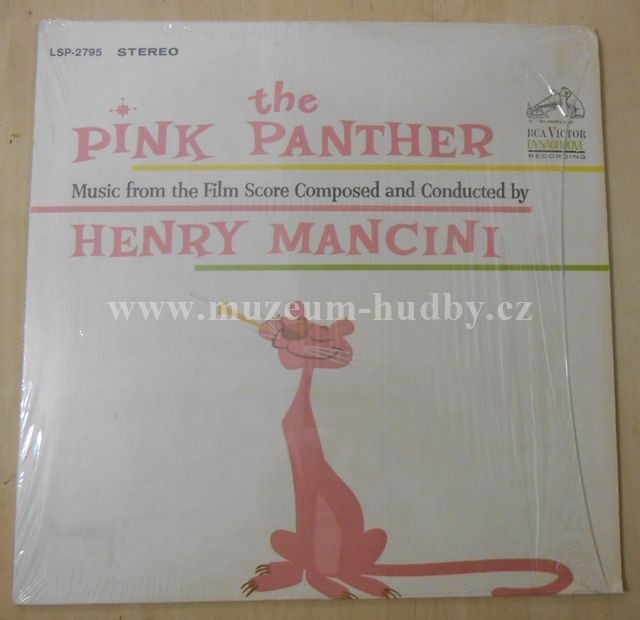 LSP-2795 STEREO
the
PINK PANTHER
RCA VICTOR
DYNAGROOVE
RECORDING
Music from the Film Score Composed and Conducted by
HENRY MANCINI
www.muzeum-hudby.cz